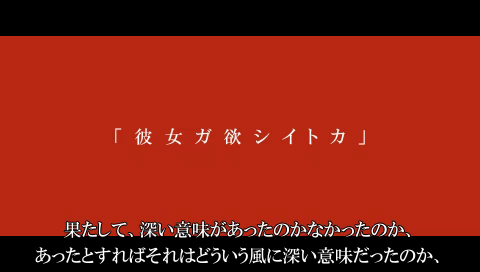 「彼女ガ欲シイトカ」
果たして、深い意味があったのかなかったのか、
あったとすればそれはどういう風に深い意味だったのか、